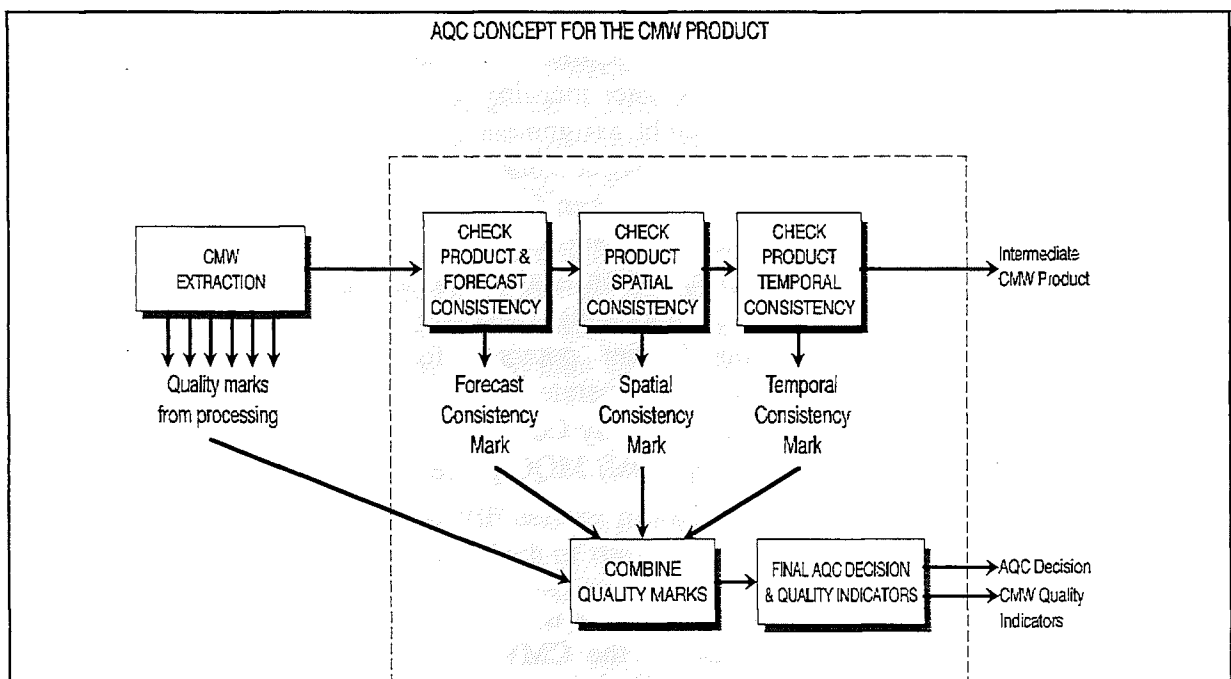 AQC CONCEPT FOR THE CMW PRODUCT
CMW
EXTRACTION
CHECK
PRODUCT &
FORECAST
CONSISTENCY
CHECK
PRODUCT
SPATIAL
CONSISTENCY
CHECK
PRODUCT
TEMPORAL
CONSISTENCY
Intermediate
CMW Product
Quality marks
from processing
Forecast
Consistency
Mark
Spatial
Consistency
Mark
Temporal
Consistency
Mark
COMBINE
QUALITY MARKS
FINAL AQC DECISION
& QUALITY INDICATORS
AQC Decision
CMW Quality
Indicators